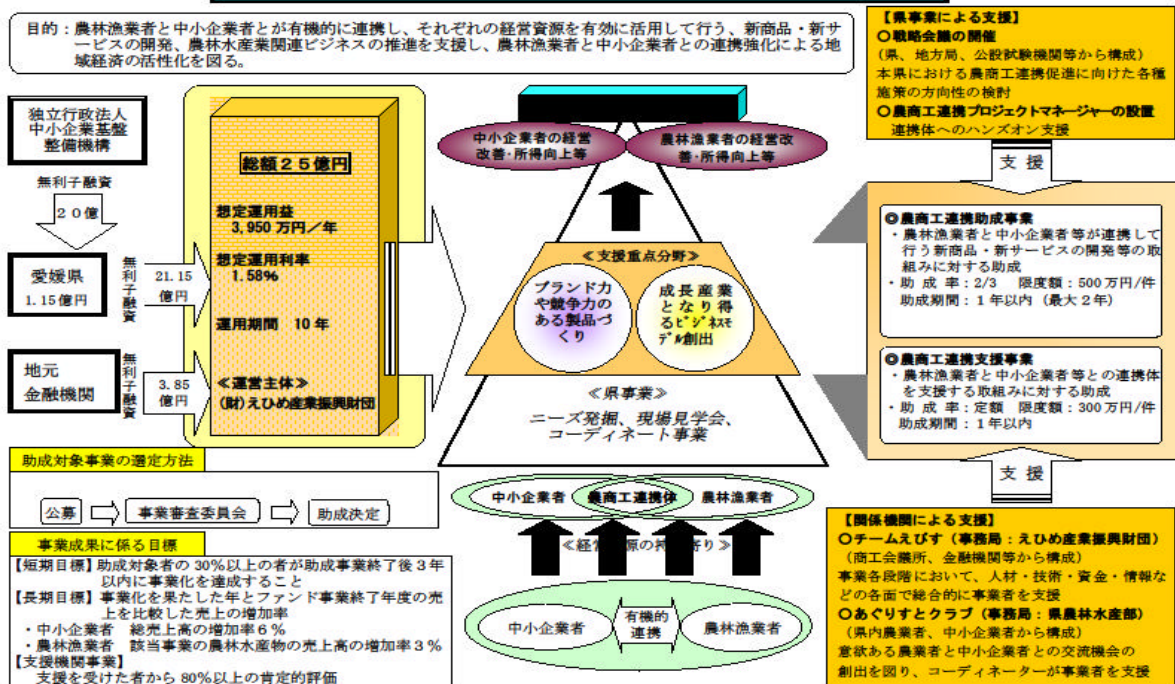 目的：農林漁業者と中小企業者とが有機的に連携し、それぞれの経営資源を有効に活用して行う、新商品・新サ
ービスの開発、農林水産業関連ビジネスの推進を支援し、農林漁業者と中小企業者との連携強化による地
域経済の活性化を図る。
独立行政法人
中小企業基盤
整備機構
無利子融資
２０億
愛媛県
1.15億円
無利子融資
21.15
億円
地元
金融機関
無利子融資
3.85
億円
総額２５億円
想定運用益
3,950万円／年
想定運用利率
1.58%
運用期間　10年
≪運営主体≫
(財)えひめ産業振興財団
助成対象事業の選定方法
公募
事業審査委員会
助成決定
事業成果に係る目標
【短期目標】助成対象者の30%以上の者が助成事業終了後３年
以内に事業化を達成すること
【長期目標】事業化を果たした年とファンド事業終了年度の売
上を比較した売上の増加率
・中小企業者　総売上高の増加率６％
・農林漁業者　該当事業の農林水産物の売上高の増加率３％
【支援機関事業】
支援を受けた者から80%以上の肯定的評価
中小企業者の経営
改善・所得向上等
農林漁業者の経営改
善・所得向上等
≪支援重点分野≫
ブランド力
や競争力の
ある製品づ
くり
成長産業
となり得
るﾋﾞｼﾞﾈｽﾓ
ﾃﾞﾙ創出
≪県事業≫
ニーズ発掘、現場見学会、
コーディネート事業
中小企業者
農商工連携体
農林漁業者
≪経営資源の持ち寄り≫
中小企業者
有機的
連携
農林漁業者
【県事業による支援】
○戦略会議の開催
(県、地方局、公設試験機関等から構成)
本県における農商工連携促進に向けた各種
施策の方向性の検討
○農商工連携プロジェクトマネージャーの設置
連携体へのハンズオン支援
支援
◎農商工連携助成事業
・農林漁業者と中小企業者等が連携して
行う新商品・新サービスの開発等の取
組みに対する助成
・助 成 率：2/3　限度額：500万円/件
助成期間：１年以内（最大２年）
◎農商工連携支援事業
・農林漁業者と中小企業者等との連携体
を支援する取組みに対する助成
・助 成 率：定額　限度額：300万円/件
助成期間：１年以内
支援
【関係機関による支援】
○チームえびす（事務局：えひめ産業振興財団）
（商工会議所、金融機関等から構成）
事業各段階において、人材・技術・資金・情報な
どの各面で総合的に事業者を支援
○あぐりすとクラブ（事務局：県農林水産部）
（県内農業者、中小企業者から構成）
意欲ある農業者と中小企業者との交流機会の
創出を図り、コーディネーターが事業者を支援